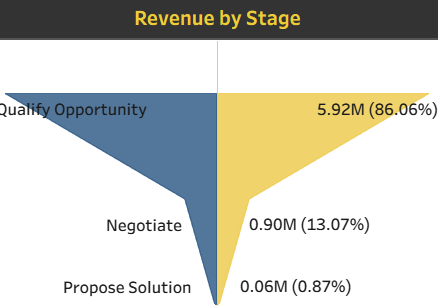 Revenue by Stage
Qualify Opportunity 5.92M (86.06%)
Negotiate 0.90M (13.07%)
Propose Solution 0.06M (0.87%)